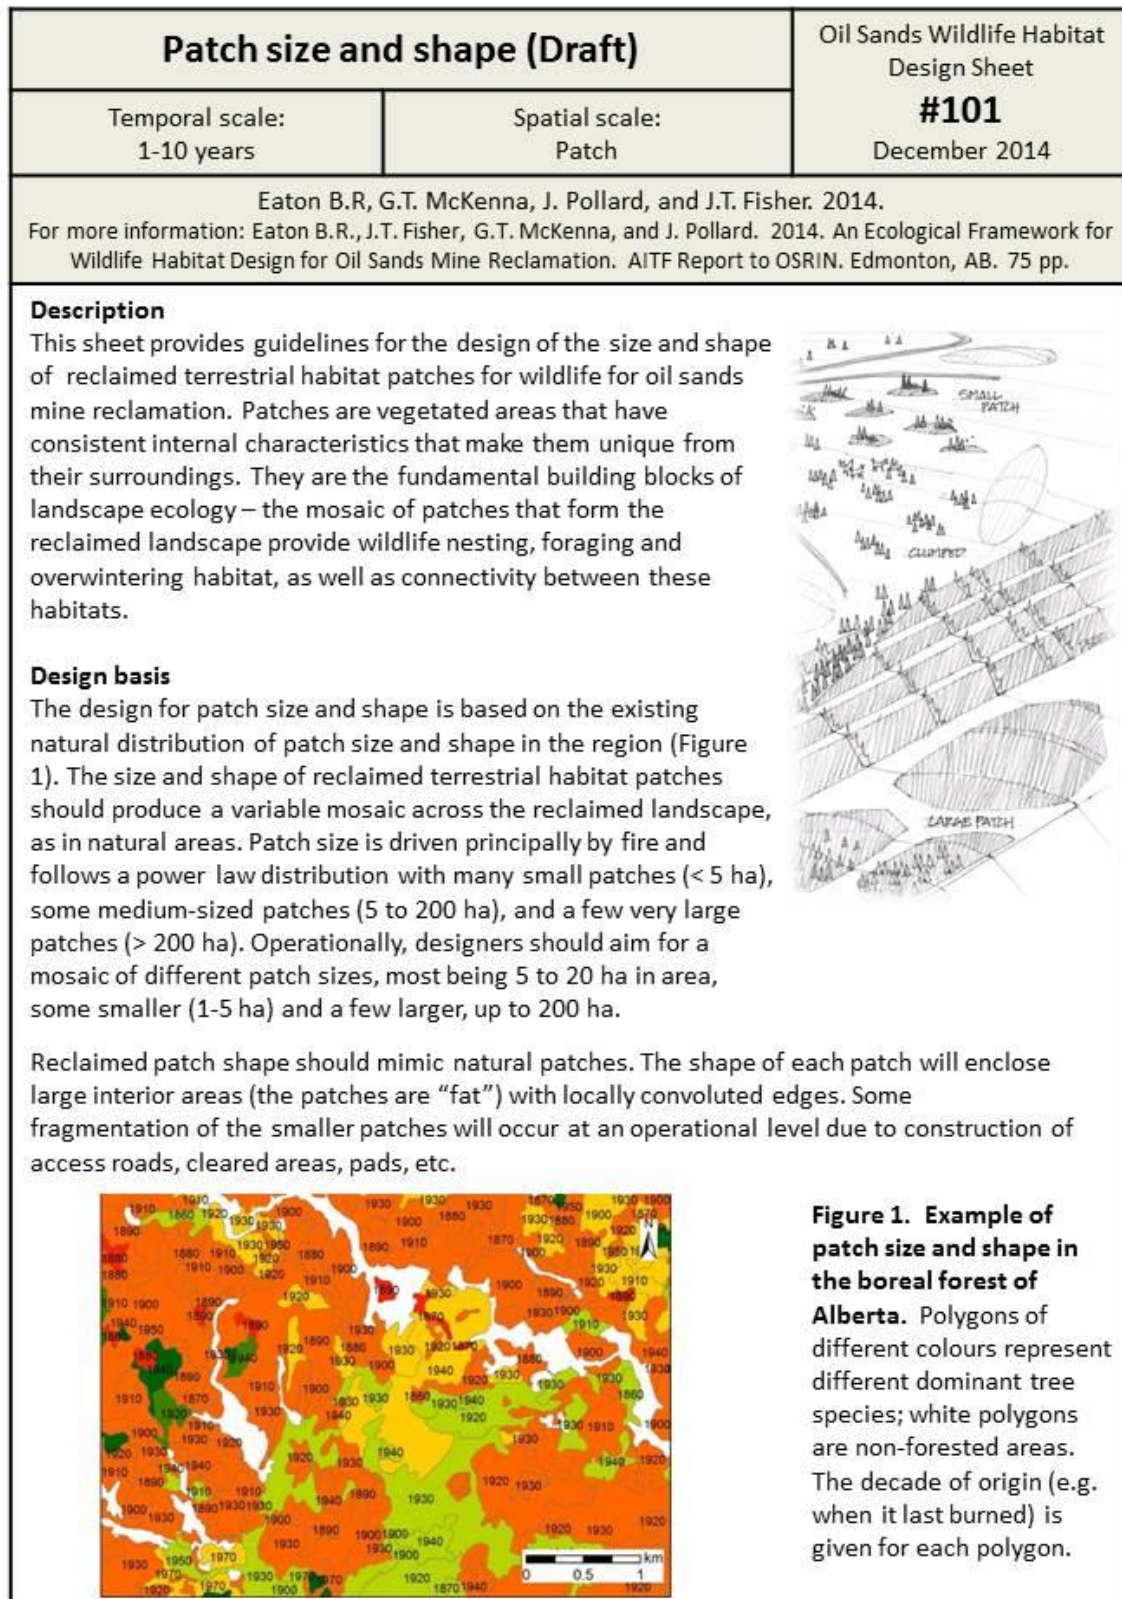 Patch size and shape (Draft)
Oil Sands Wildlife Habitat
Design Sheet
#101
December 2014
Temporal scale:
1-10 years
Spatial scale:
Patch
Eaton B.R, G.T. McKenna, J. Pollard, and J.T. Fisher. 2014.
For more information: Eaton B.R., J.T. Fisher, G.T. McKenna, and J. Pollard. 2014. An Ecological Framework for
Wildlife Habitat Design for Oil Sands Mine Reclamation. AITF Report to OSRIN. Edmonton, AB. 75 pp.
Description
This sheet provides guidelines for the design of the size and shape
of reclaimed terrestrial habitat patches for wildlife for oil sands
mine reclamation. Patches are vegetated areas that have
consistent internal characteristics that make them unique from
their surroundings. They are the fundamental building blocks of
landscape ecology – the mosaic of patches that form the
reclaimed landscape provide wildlife nesting, foraging and
overwintering habitat, as well as connectivity between these
habitats.
SMALL
PATCH
CLUMPED
LARGE PATCH
Design basis
The design for patch size and shape is based on the existing
natural distribution of patch size and shape in the region (Figure
1). The size and shape of reclaimed terrestrial habitat patches
should produce a variable mosaic across the reclaimed landscape,
as in natural areas. Patch size is driven principally by fire and
follows a power law distribution with many small patches (< 5 ha),
some medium-sized patches (5 to 200 ha), and a few very large
patches (> 200 ha). Operationally, designers should aim for a
mosaic of different patch sizes, most being 5 to 20 ha in area,
some smaller (1-5 ha) and a few larger, up to 200 ha.
Reclaimed patch shape should mimic natural patches. The shape of each patch will enclose
large interior areas (the patches are “fat”) with locally convoluted edges. Some
fragmentation of the smaller patches will occur at an operational level due to construction of
access roads, cleared areas, pads, etc.
N
km
0 0.5 1
Figure 1. Example of
patch size and shape in
the boreal forest of
Alberta. Polygons of
different colours represent
different dominant tree
species; white polygons
are non-forested areas.
The decade of origin (e.g.
when it last burned) is
given for each polygon.